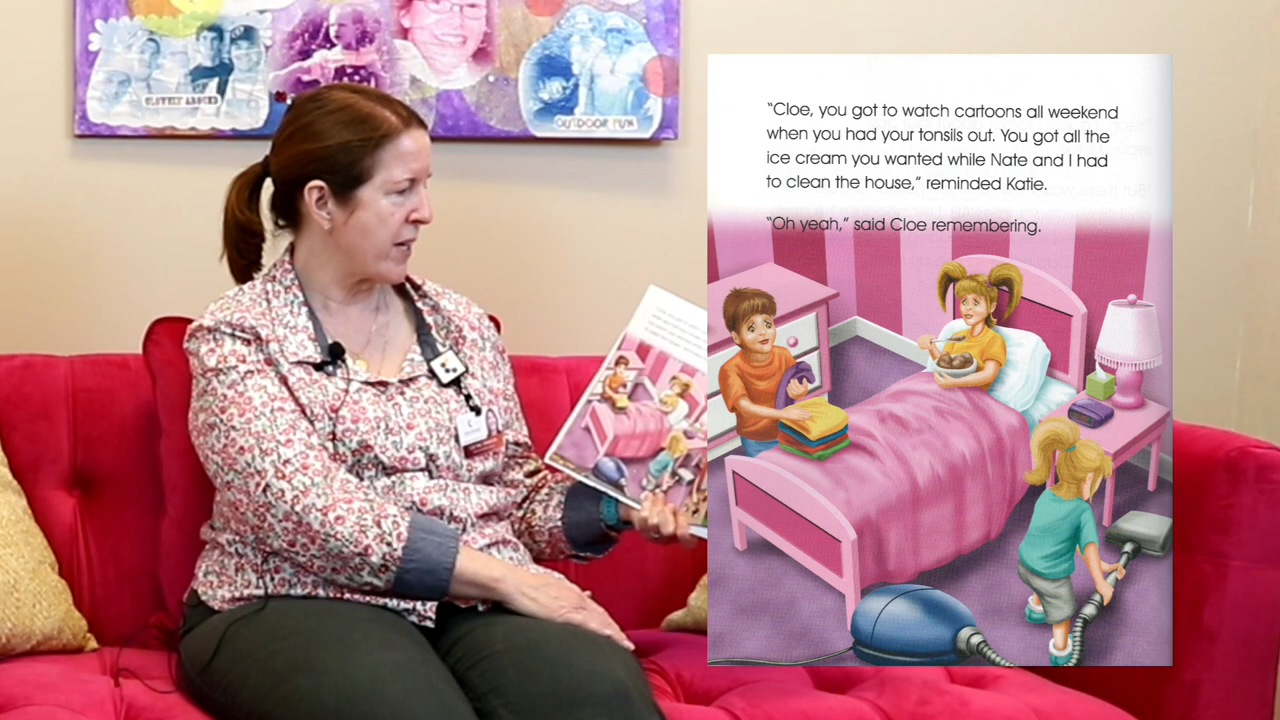 CLOWNIN' AROUND
OUTDOOR FUN
"Cloe, you got to watch cartoons all weekend
when you had your tonsils out. You got all the
ice cream you wanted while Nate and I had
to clean the house," reminded Katie.
"Oh yeah," said Cloe remembering.